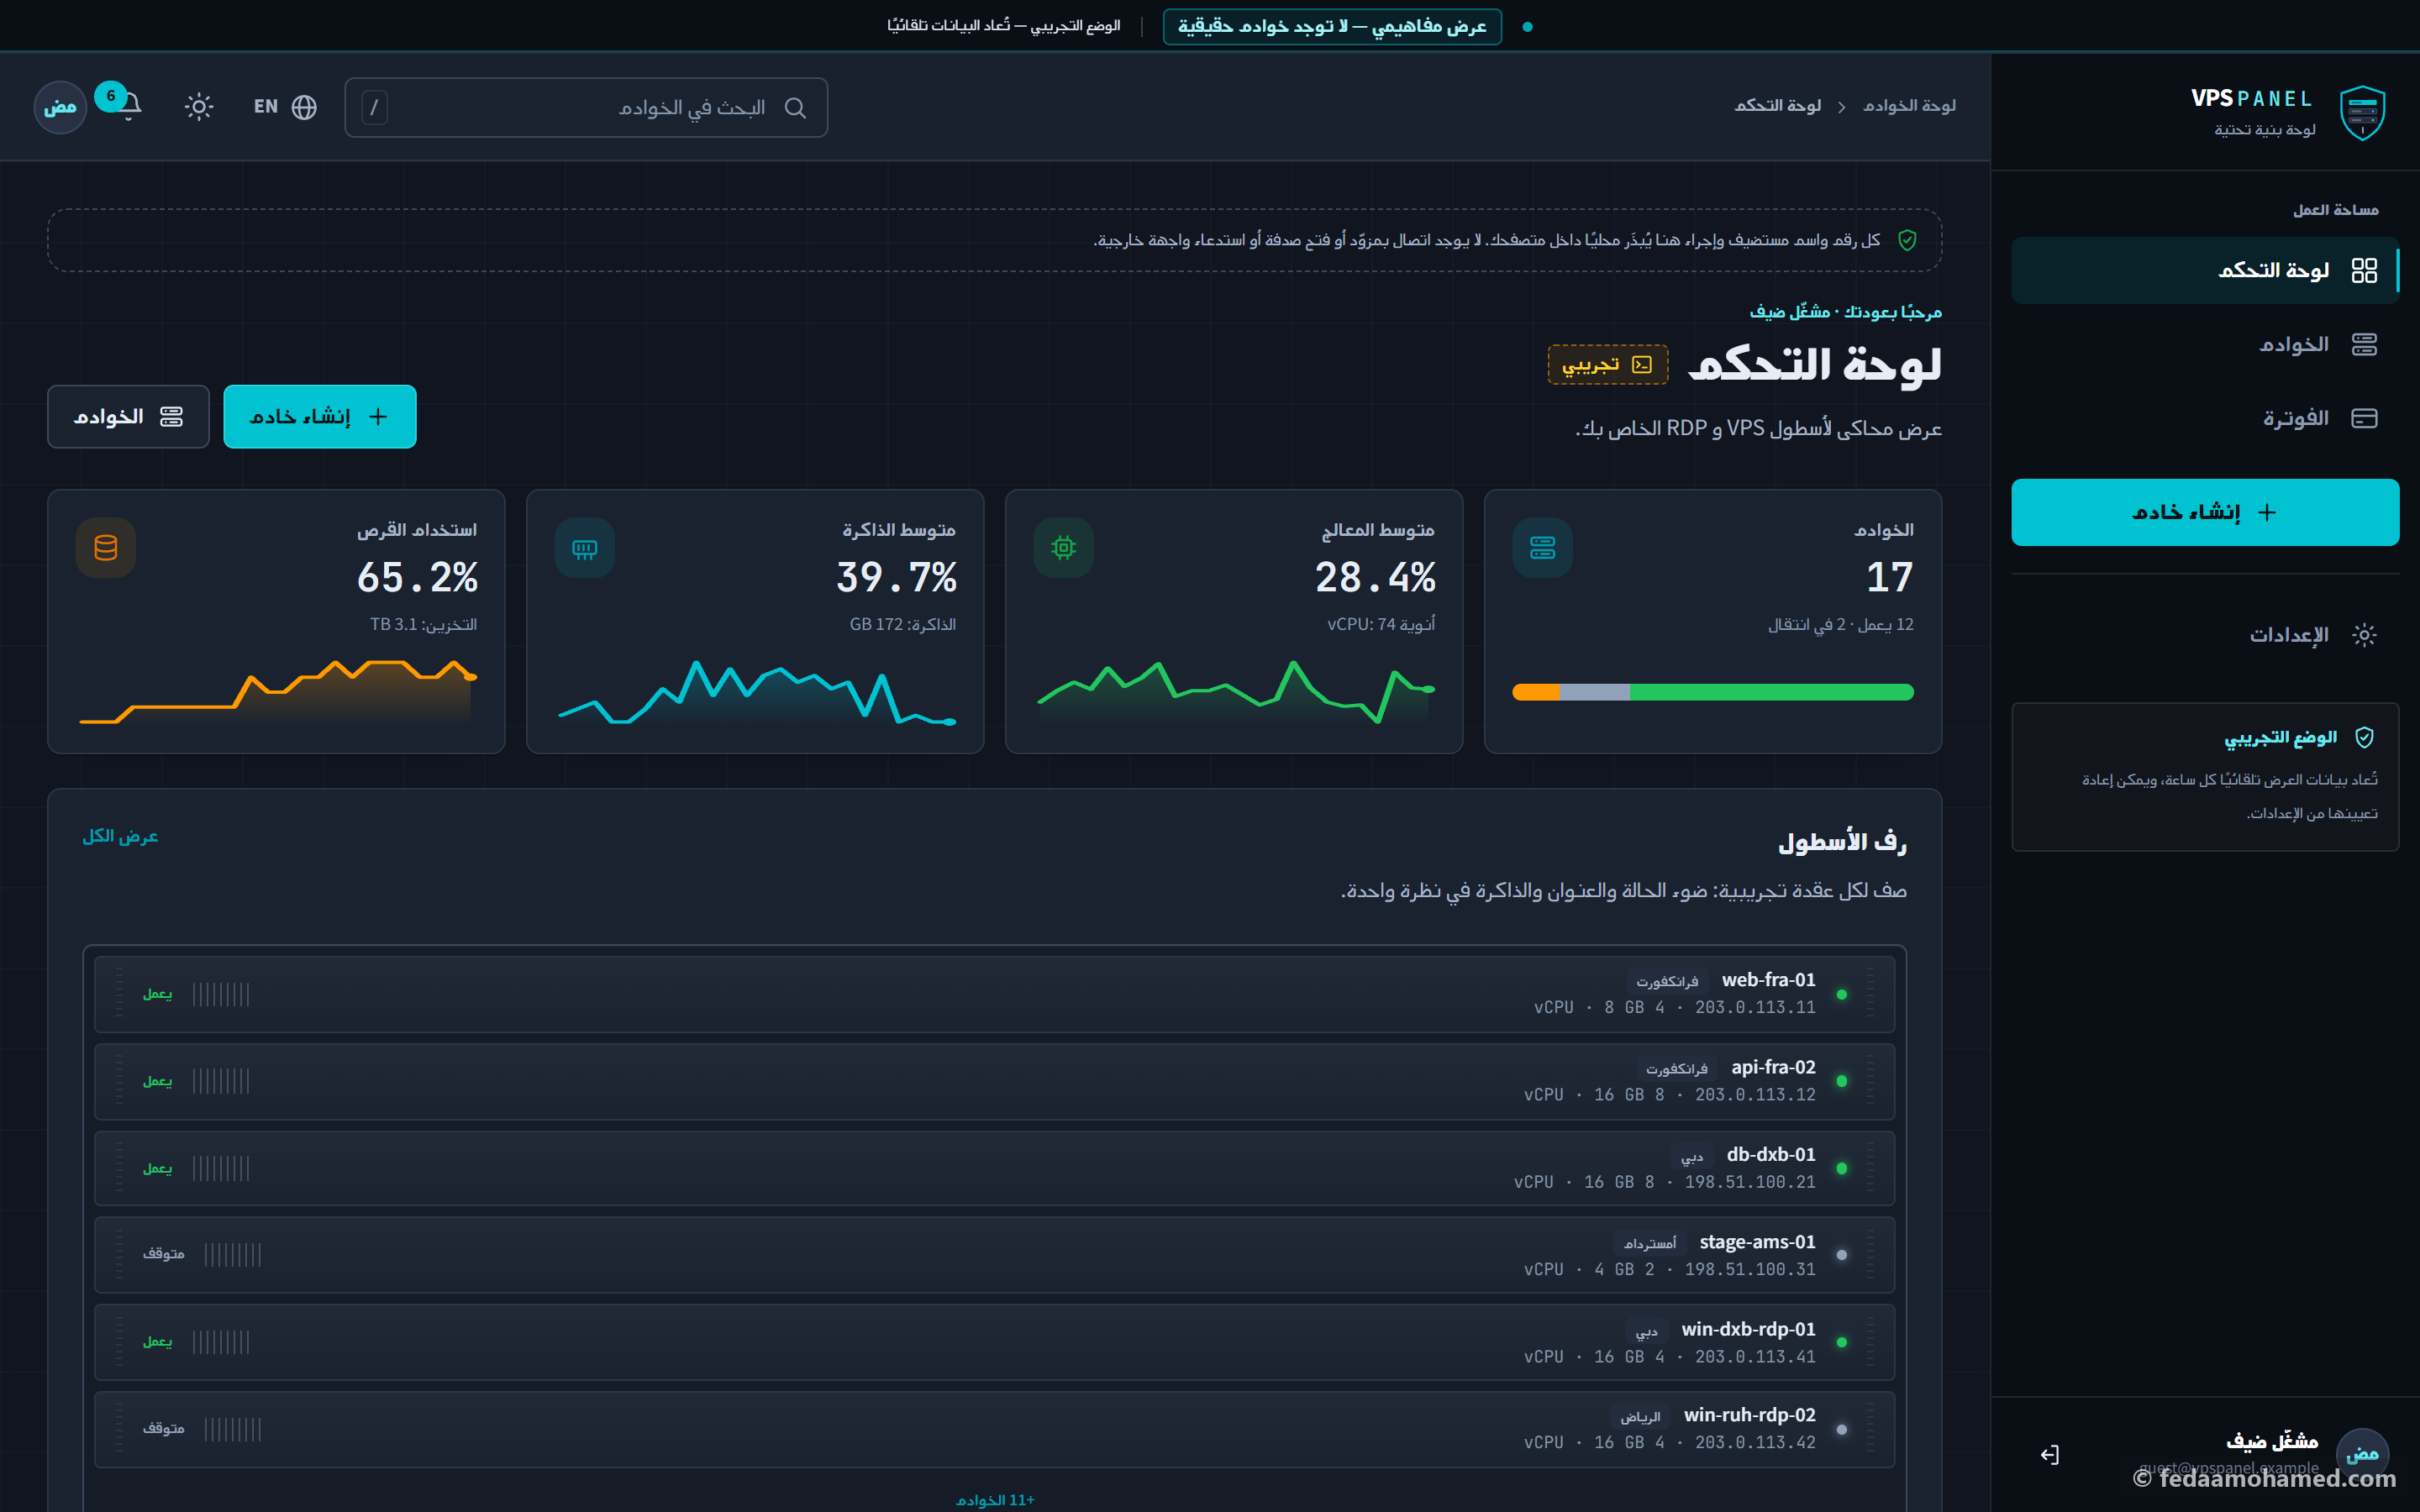 عرض مفاهيمي — لا توجد خوادم حقيقية
الوضع التجريبي — تُعاد البيانات تلقائيًا
VPSPANEL
لوحة بنية تحتية
لوحة الخوادم > لوحة التحكم
البحث في الخوادم /
EN
6
مض
مساحة العمل
لوحة التحكم
الخوادم
الفوترة
إنشاء خادم
الإعدادات
الوضع التجريبي
تُعاد بيانات العرض تلقائيًا كل ساعة، ويمكن إعادة
تعيينها من الإعدادات.
كل رقم واسم مستضيف وإجراء هنا يُبذَر محليًا داخل متصفحك. لا يوجد اتصال بمزوّد أو فتح صدفة أو استدعاء واجهة خارجية.
مرحبًا بعودتك · مشغّل ضيف
لوحة التحكم
تجريبي
عرض محاكى لأسطول VPS و RDP الخاص بك.
إنشاء خادم
الخوادم
الخوادم
17
12 يعمل · 2 في انتقال
متوسط المعالج
28.4%
أنوية vCPU: 74
متوسط الذاكرة
39.7%
الذاكرة: 172 GB
استخدام القرص
65.2%
التخزين: 3.1 TB
رف الأسطول
عرض الكل
صف لكل عقدة تجريبية: ضوء الحالة والعنوان والذاكرة في نظرة واحدة.
web-fra-01 فرانكفورت
vCPU · 8 GB 4 · 203.0.113.11
يعمل
api-fra-02 فرانكفورت
vCPU · 16 GB 8 · 203.0.113.12
يعمل
db-dxb-01 دبي
vCPU · 16 GB 8 · 198.51.100.21
يعمل
stage-ams-01 أمستردام
vCPU · 4 GB 2 · 198.51.100.31
متوقف
win-dxb-rdp-01 دبي
vCPU · 16 GB 4 · 203.0.113.41
يعمل
win-ruh-rdp-02 الرياض
vCPU · 16 GB 4 · 203.0.113.42
متوقف
+11 الخوادم
مض
مشغّل ضيف
guest@vpspanel.example
© fedaamohamed.com